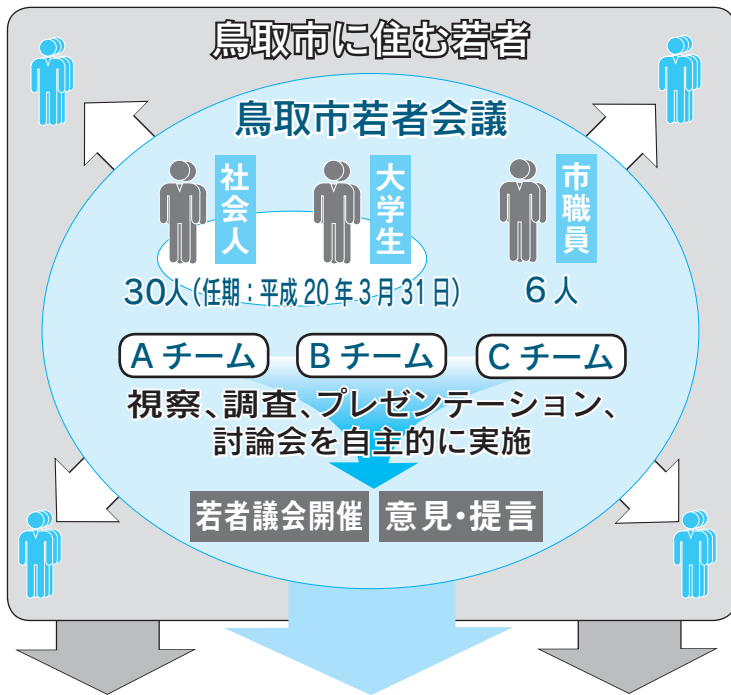 鳥取市に住む若者
鳥取市若者会議
社会人
大学生
市職員
30人(任期:平成20年3月31日)
6人
Aチーム
Bチーム
Cチーム
視察、調査、プレゼンテーション、
討論会を自主的に実施
若者議会開催
意見・提言